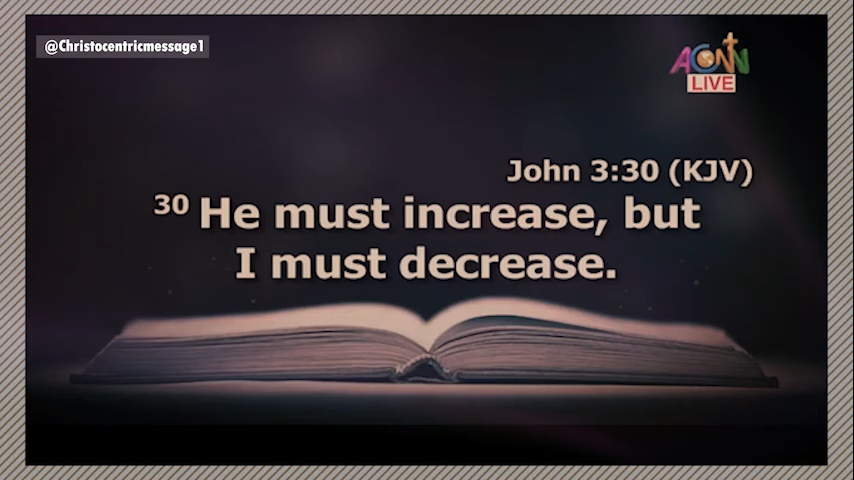 @Christocentricmessage1
ACNN
LIVE
John 3:30 (KJV)
30 He must increase, but
I must decrease.